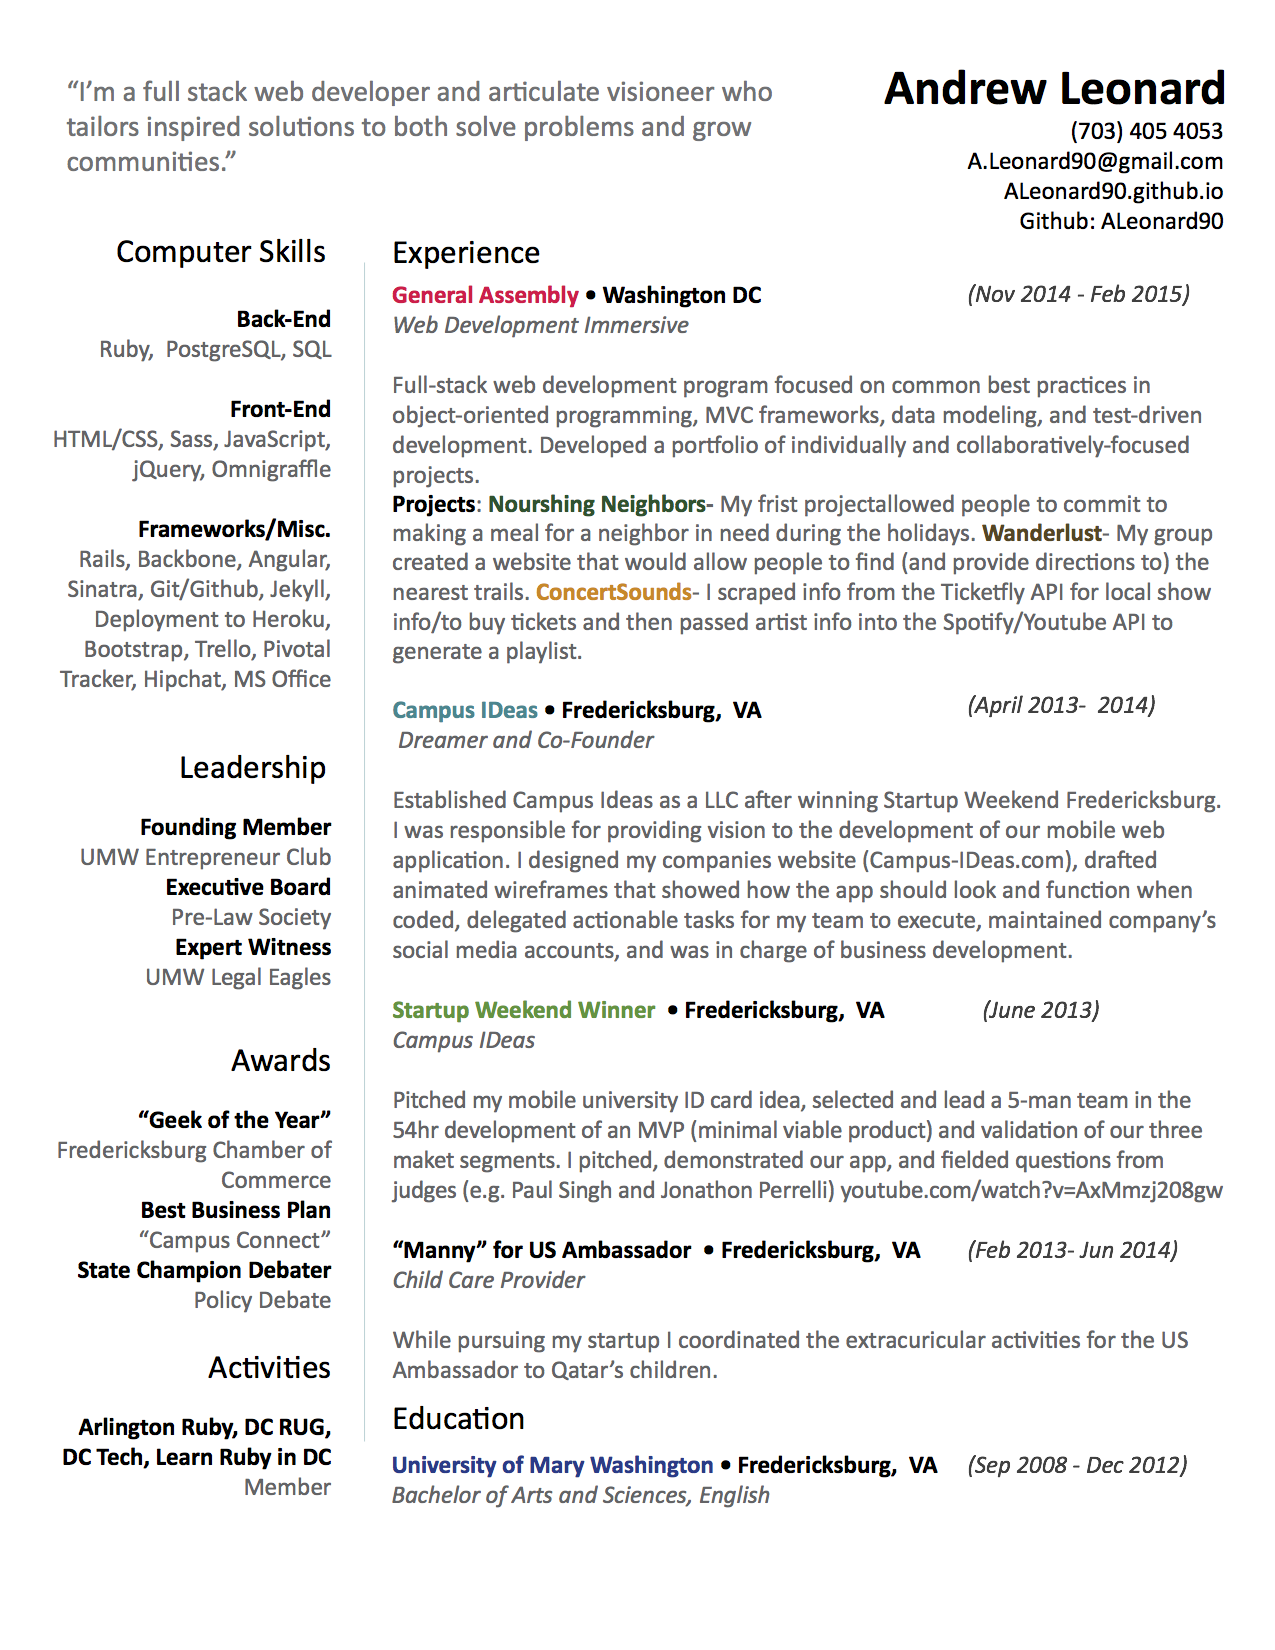 “I’m a full stack web developer and articulate visioneer who
tailors inspired solutions to both solve problems and grow
communities.”
Andrew Leonard
(703) 405 4053
A.Leonard90@gmail.com
ALeonard90.github.io
Github: ALeonard90
Computer Skills
Back-End
Ruby, PostgreSQL, SQL
Front-End
HTML/CSS, Sass, JavaScript,
jQuery, Omnigraffle
Frameworks/Misc.
Rails, Backbone, Angular,
Sinatra, Git/Github, Jekyll,
Deployment to Heroku,
Bootstrap, Trello, Pivotal
Tracker, Hipchat, MS Office
Leadership
Founding Member
UMW Entrepreneur Club
Executive Board
Pre-Law Society
Expert Witness
UMW Legal Eagles
Awards
“Geek of the Year”
Fredericksburg Chamber of
Commerce
Best Business Plan
“Campus Connect”
State Champion Debater
Policy Debate
Activities
Arlington Ruby, DC RUG,
DC Tech, Learn Ruby in DC
Member
Experience
General Assembly • Washington DC (Nov 2014 - Feb 2015)
Web Development Immersive
Full-stack web development program focused on common best practices in
object-oriented programming, MVC frameworks, data modeling, and test-driven
development. Developed a portfolio of individually and collaboratively-focused
projects.
Projects: Nourshing Neighbors- My frist projectallowed people to commit to
making a meal for a neighbor in need during the holidays. Wanderlust- My group
created a website that would allow people to find (and provide directions to) the
nearest trails. ConcertSounds- I scraped info from the Ticketfly API for local show
info/to buy tickets and then passed artist info into the Spotify/Youtube API to
generate a playlist.
Campus IDeas • Fredericksburg, VA (April 2013- 2014)
Dreamer and Co-Founder
Established Campus Ideas as a LLC after winning Startup Weekend Fredericksburg.
I was responsible for providing vision to the development of our mobile web
application. I designed my companies website (Campus-IDeas.com), drafted
animated wireframes that showed how the app should look and function when
coded, delegated actionable tasks for my team to execute, maintained company’s
social media accounts, and was in charge of business development.
Startup Weekend Winner • Fredericksburg, VA (June 2013)
Campus IDeas
Pitched my mobile university ID card idea, selected and lead a 5-man team in the
54hr development of an MVP (minimal viable product) and validation of our three
maket segments. I pitched, demonstrated our app, and fielded questions from
judges (e.g. Paul Singh and Jonathon Perrelli) youtube.com/watch?v=AxMmzj208gw
“Manny” for US Ambassador • Fredericksburg, VA (Feb 2013- Jun 2014)
Child Care Provider
While pursuing my startup I coordinated the extracuricular activities for the US
Ambassador to Qatar’s children.
Education
University of Mary Washington • Fredericksburg, VA (Sep 2008 - Dec 2012)
Bachelor of Arts and Sciences, English